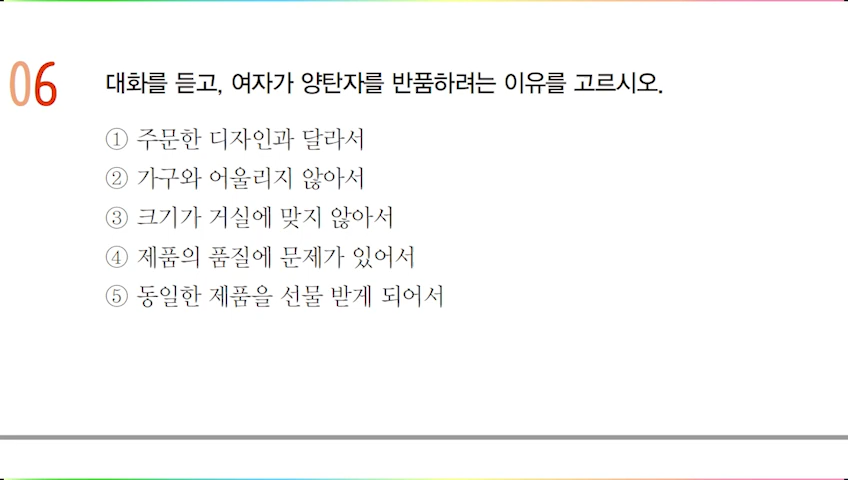 06
대화를 듣고, 여자가 양탄자를 반품하려는 이유를 고르시오.
① 주문한 디자인과 달라서
② 가구와 어울리지 않아서
③ 크기가 거실에 맞지 않아서
④ 제품의 품질에 문제가 있어서
⑤ 동일한 제품을 선물 받게 되어서